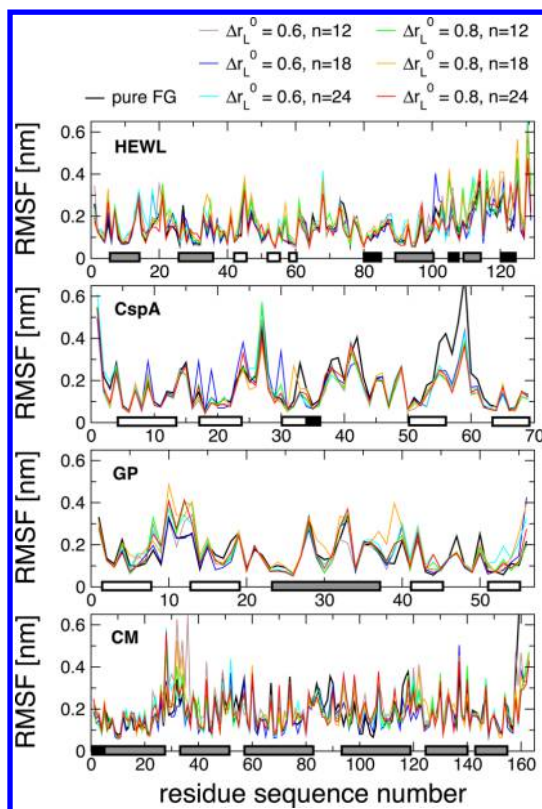 Δr_L^0 = 0.6, n=12 Δr_L^0 = 0.8, n=12
Δr_L^0 = 0.6, n=18 Δr_L^0 = 0.8, n=18
pure FG Δr_L^0 = 0.6, n=24 Δr_L^0 = 0.8, n=24
RMSF [nm]
0.6
0.4
0.2
0
HEWL
0 20 40 60 80 100 120
RMSF [nm]
0.6
0.4
0.2
0
CspA
0 10 20 30 40 50 60 70
RMSF [nm]
0.6
0.4
0.2
0
GP
0 10 20 30 40 50
RMSF [nm]
0.6
0.4
0.2
0
CM
0 20 40 60 80 100 120 140 160
residue sequence number